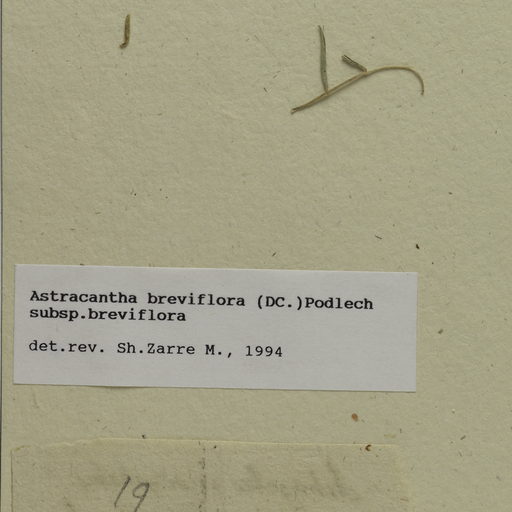 Astracantha breviflora (DC.)Podlech
subsp.breviflora
det.rev. Sh.Zarre M., 1994
19